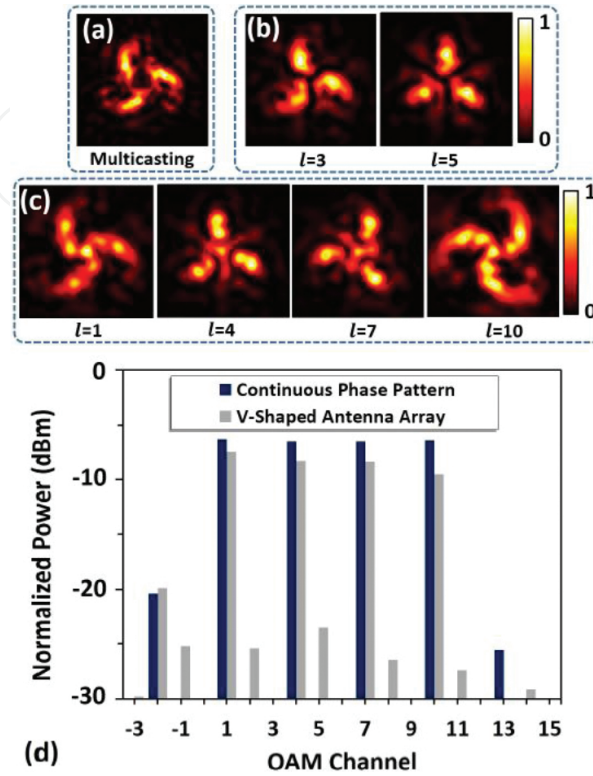 (a)
Multicasting
(b)
l=3
l=5
1
0
(c)
l=1
l=4
l=7
l=10
1
0
0
-10
-20
-30
Normalized Power (dBm)
Continuous Phase Pattern
V-Shaped Antenna Array
-3 -1 1 3 5 7 9 11 13 15
OAM Channel
(d)